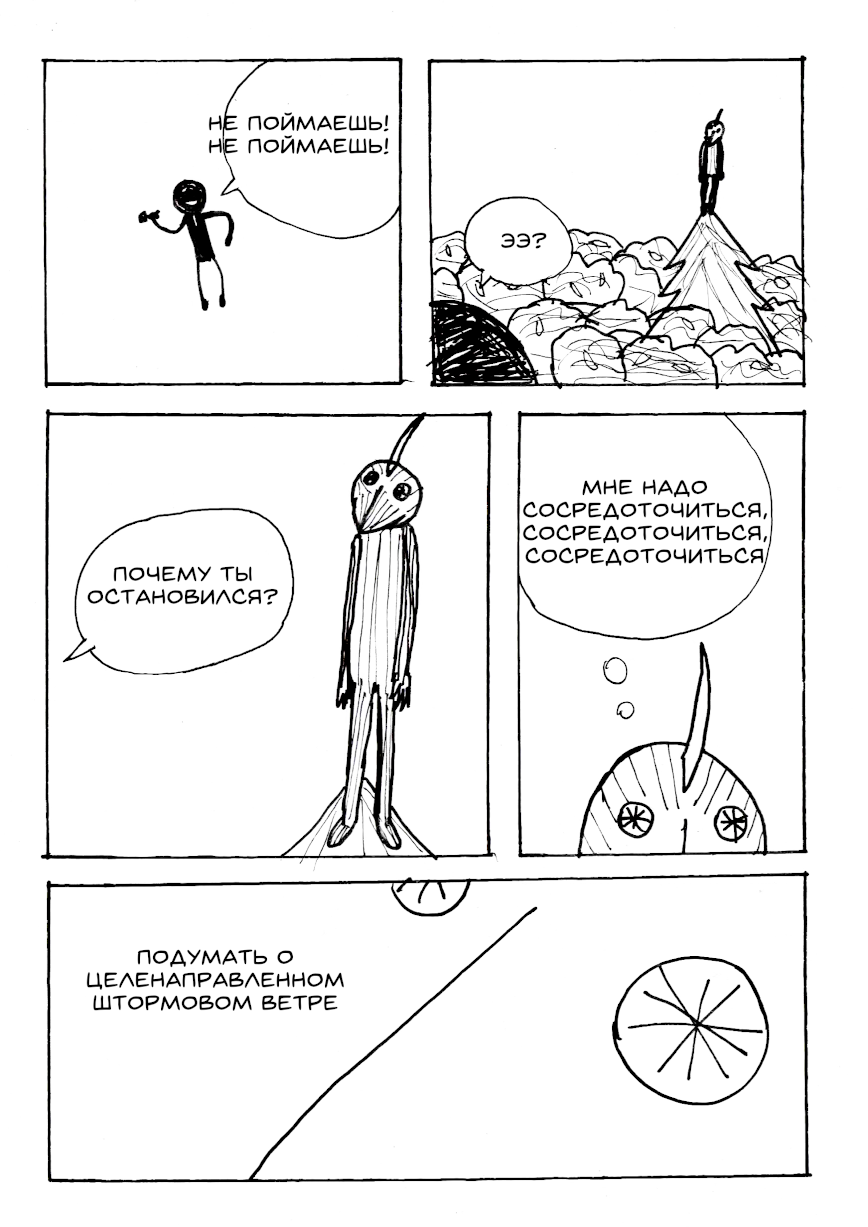 НЕ ПОЙМАЕШЬ!
НЕ ПОЙМАЕШЬ!
ЭЭ?
ПОЧЕМУ ТЫ
ОСТАНОВИЛСЯ?
МНЕ НАДО
СОСРЕДОТОЧИТЬСЯ,
СОСРЕДОТОЧИТЬСЯ,
СОСРЕДОТОЧИТЬСЯ
ПОДУМАТЬ О
ЦЕЛЕНАПРАВЛЕННОМ
ШТОРМОВОМ ВЕТРЕ